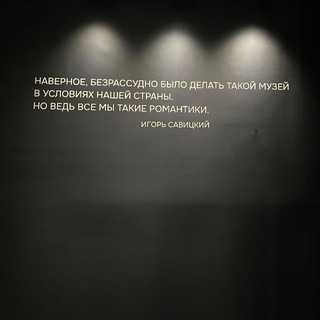 НАВЕРНОЕ, БЕЗРАССУДНО БЫЛО ДЕЛАТЬ ТАКОЙ МУЗЕЙ
В УСЛОВИЯХ НАШЕЙ СТРАНЫ.
НО ВЕДЬ ВСЕ МЫ ТАКИЕ РОМАНТИКИ.
ИГОРЬ САВИЦКИЙ